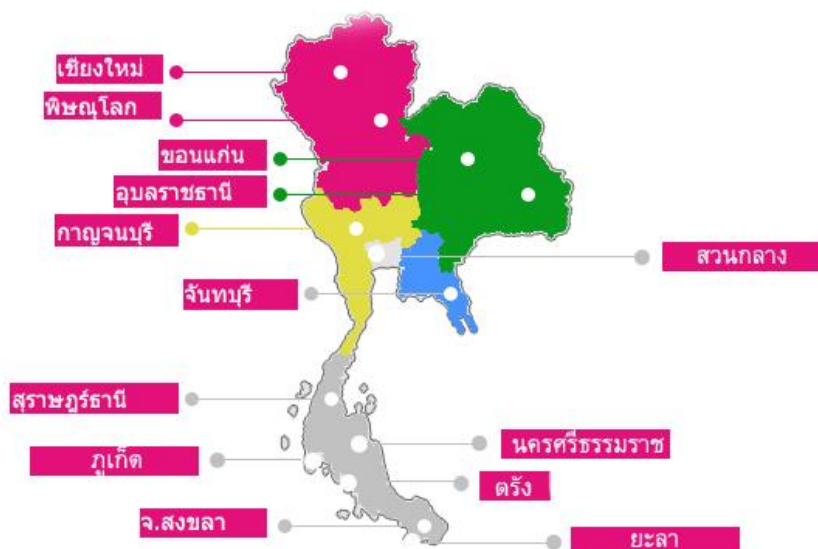 เชียงใหม่
พิษณุโลก
ขอนแก่น
อุบลราชธานี
กาญจนบุรี
สวนกลาง
จันทบุรี
สุราษฎร์ธานี
นครศรีธรรมราช
ภูเก็ต
ตรัง
จ.สงขลา
ยะลา